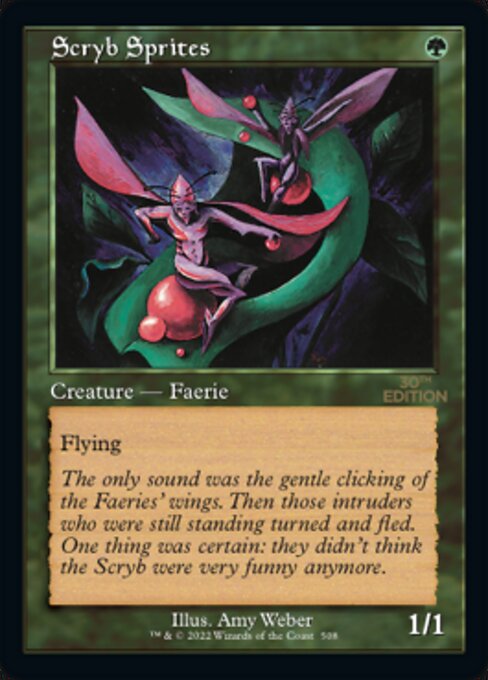 Scryb Sprites
Creature — Faerie
30TH
EDITION
Flying
The only sound was the gentle clicking of
the Faeries' wings. Then those intruders
who were still standing turned and fled.
One thing was certain: they didn't think
the Scryb were very funny anymore.
Illus. Amy Weber
™ & © 2022 Wizards of the Coast 508
1/1